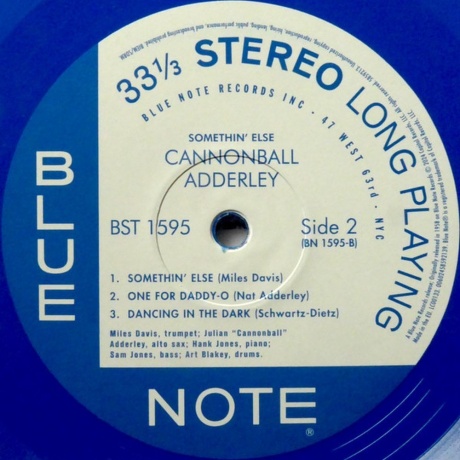 33⅓ STEREO LONG PLAYING
BLUE NOTE RECORDS INC · 47 WEST 63rd · NYC
SOMETHIN' ELSE
CANNONBALL
ADDERLEY
BST 1595
Side 2
(BN 1595-B)
1. SOMETHIN' ELSE (Miles Davis)
2. ONE FOR DADDY-O (Nat Adderley)
3. DANCING IN THE DARK (Schwartz-Dietz)
Miles Davis, trumpet; Julian "Cannonball"
Adderley, alto sax; Hank Jones, piano;
Sam Jones, bass; Art Blakey, drums.
BLUE
NOTE®